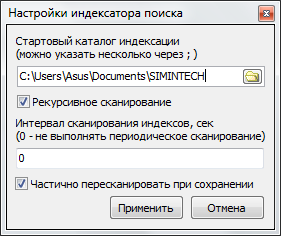 Настройки индексатора поиска
Стартовый каталог индексации
(можно указать несколько через ; )
C:\Users\Asus\Documents\SIMINTECH
Рекурсивное сканирование
Интервал сканирования индексов, сек
(0 - не выполнять периодическое сканирование)
0
Частично пересканировать при сохранении
Применить Отмена